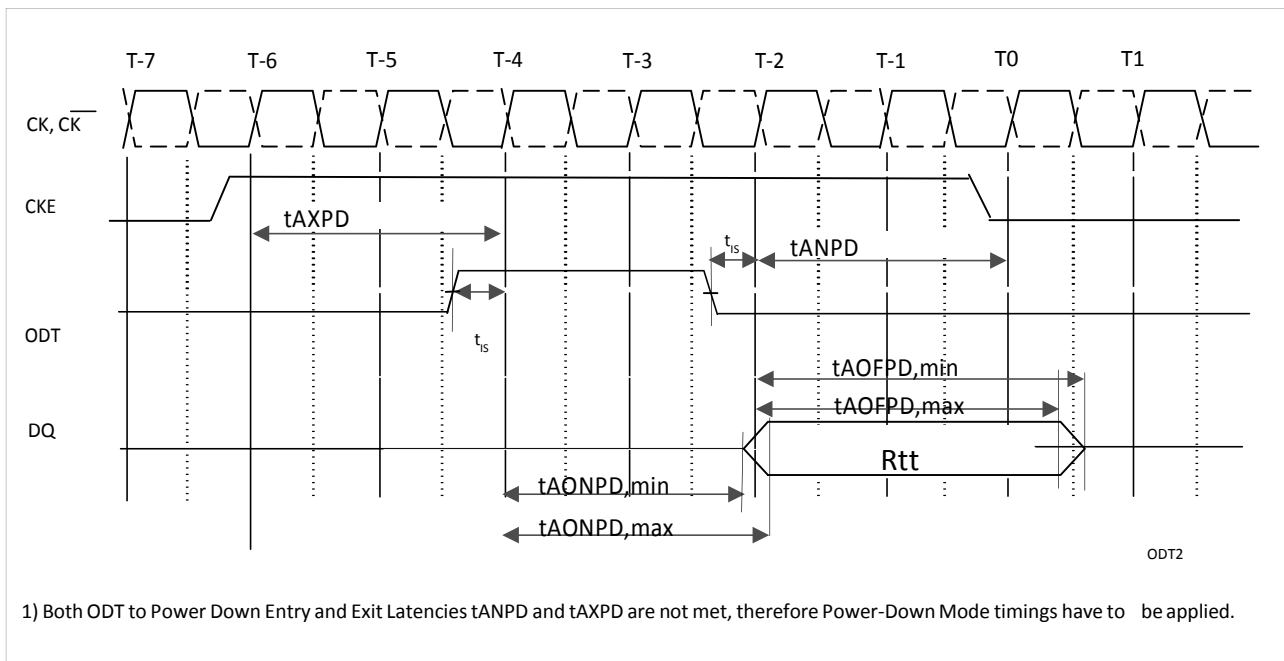 T-7 T-6 T-5 T-4 T-3 T-2 T-1 T0 T1
CK, CK
CKE
tAXPD
tIS
tANPD
ODT
tIS
tAOFPD,min
tAOFPD,max
DQ
Rtt
tAONPD,min
tAONPD,max
ODT2
1) Both ODT to Power Down Entry and Exit Latencies tANPD and tAXPD are not met, therefore Power-Down Mode timings have to be applied.